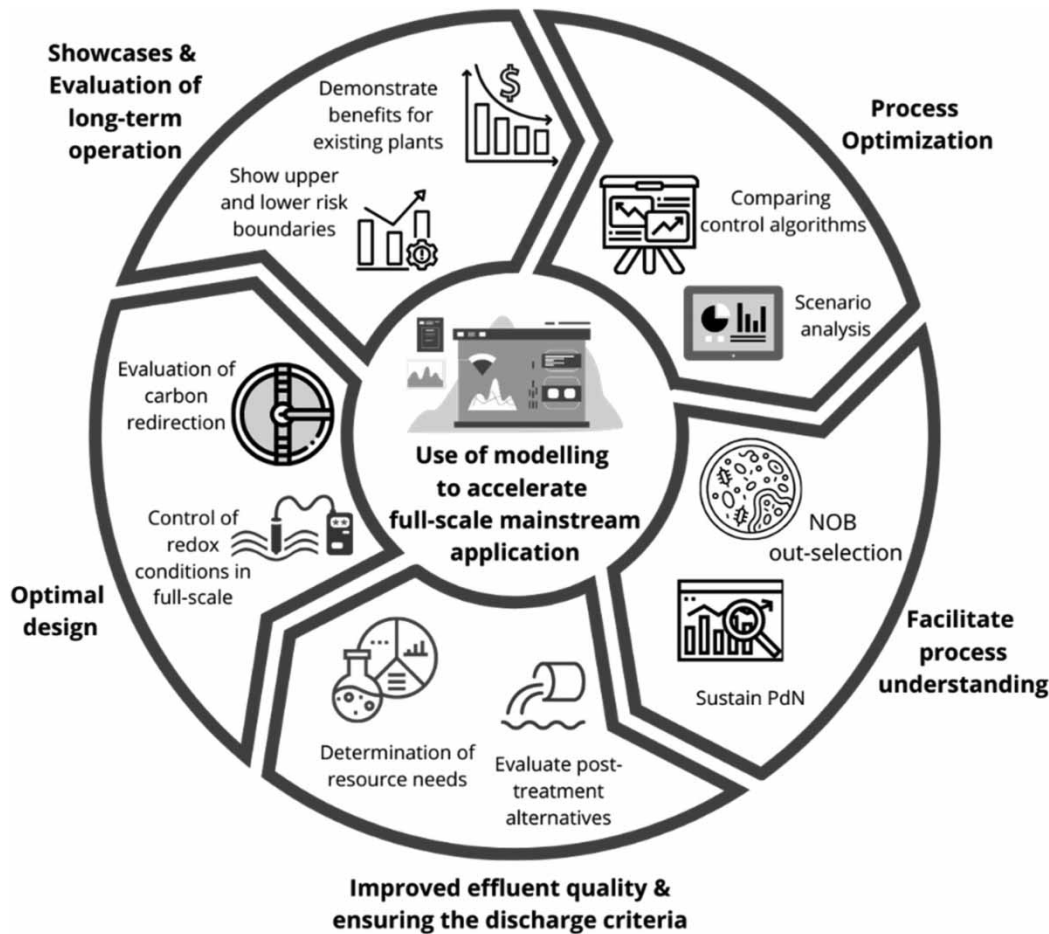 Showcases &
Evaluation of
long-term
operation
Demonstrate
benefits for
existing plants
$
Show upper
and lower risk
boundaries
Process
Optimization
Comparing
control algorithms
Scenario
analysis
NOB
out-selection
Sustain PdN
Facilitate
process
understanding
Determination of
resource needs
Evaluate post-
treatment
alternatives
Improved effluent quality &
ensuring the discharge criteria
Evaluation of
carbon
redirection
Control of
redox
conditions in
full-scale
Optimal
design
Use of modelling
to accelerate
full-scale mainstream
application